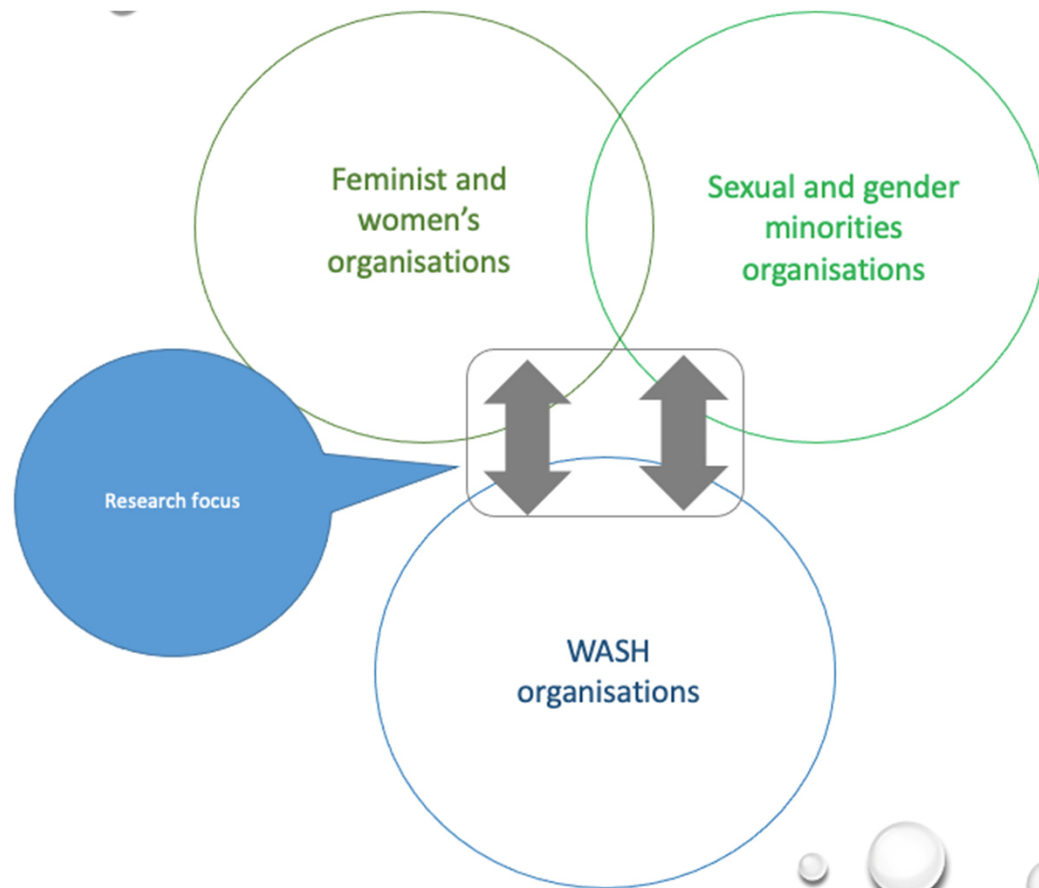 Feminist and
women’s
organisations
Sexual and gender
minorities
organisations
Research focus
WASH
organisations